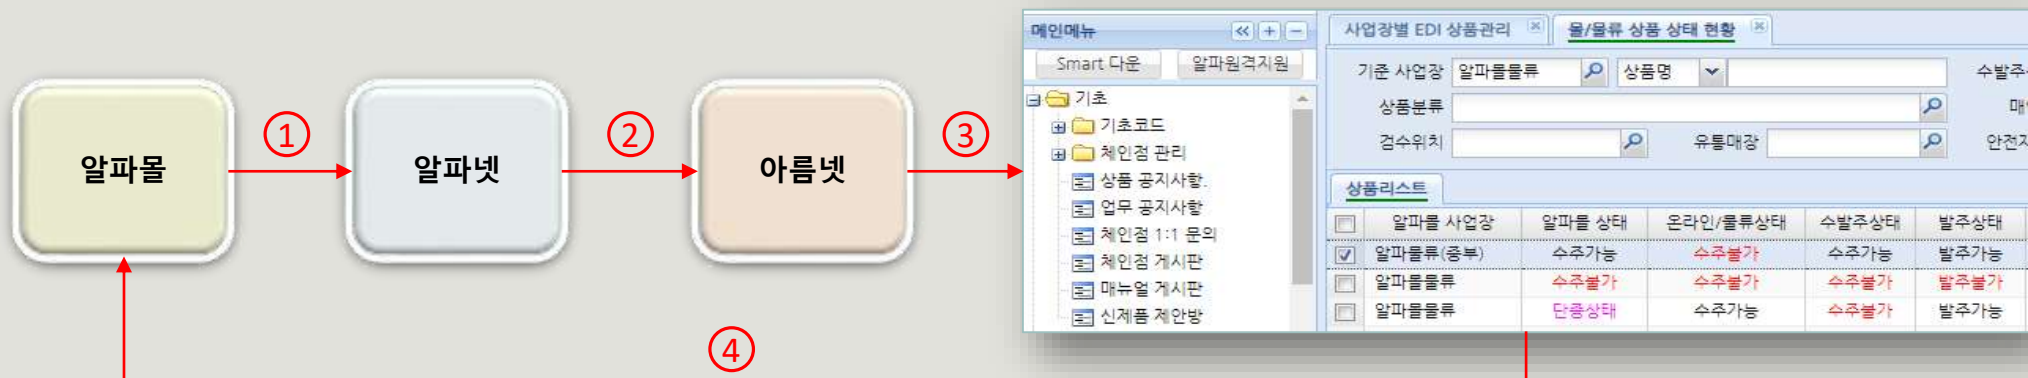 알파몰
①
알파넷
②
아름넷
③
④
메인메뉴
Smart 다운 알파원격지원
기초
기초코드
체인점 관리
상품 공지사항.
업무 공지사항
체인점 1:1 문의
체인점 게시판
매뉴얼 게시판
신제품 제안방
사업장별 EDI 상품관리 몰/물류 상품 상태 현황
기준 사업장 알파몰물류 상품명 수발주
상품분류
검수위치 유통매장 안전
상품리스트
알파몰 사업장 알파몰 상태 온라인/물류상태 수발주상태 발주상태
알파물류(중부) 수주가능 수주불가 수주가능 발주가능
알파몰물류 수주불가 수주불가 수주불가 발주불가
알파몰물류 단종상태 수주가능 수주불가 발주가능